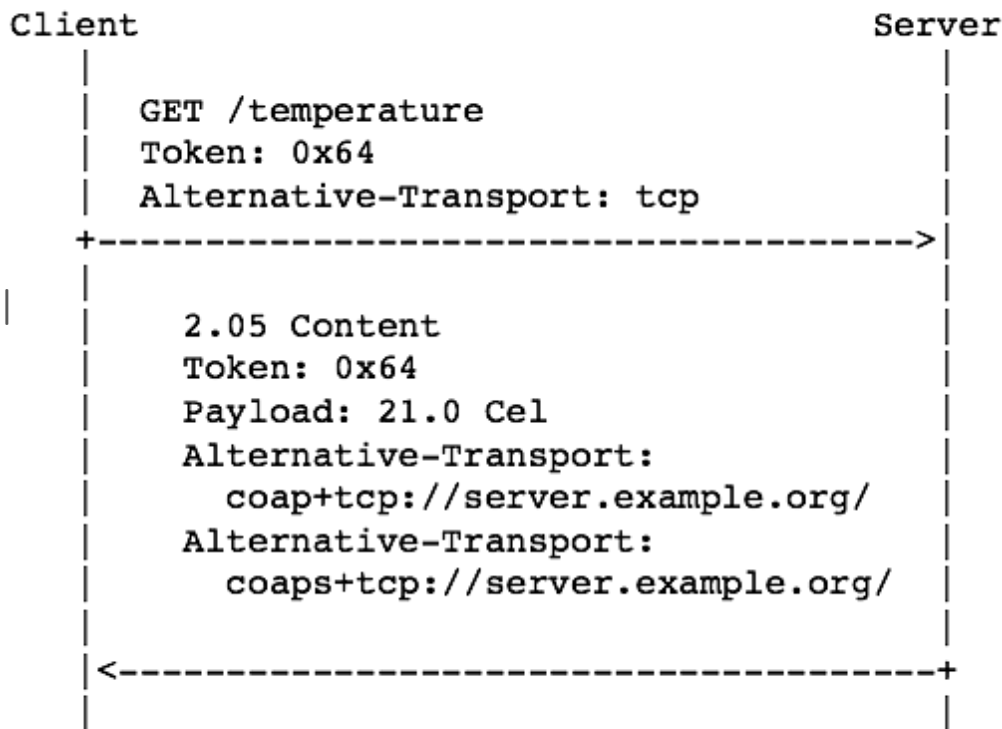 Client Server
GET /temperature
Token: 0x64
Alternative-Transport: tcp
+-------------------------------------->|
2.05 Content
Token: 0x64
Payload: 21.0 Cel
Alternative-Transport:
coap+tcp://server.example.org/
Alternative-Transport:
coaps+tcp://server.example.org/
|<--------------------------------------+